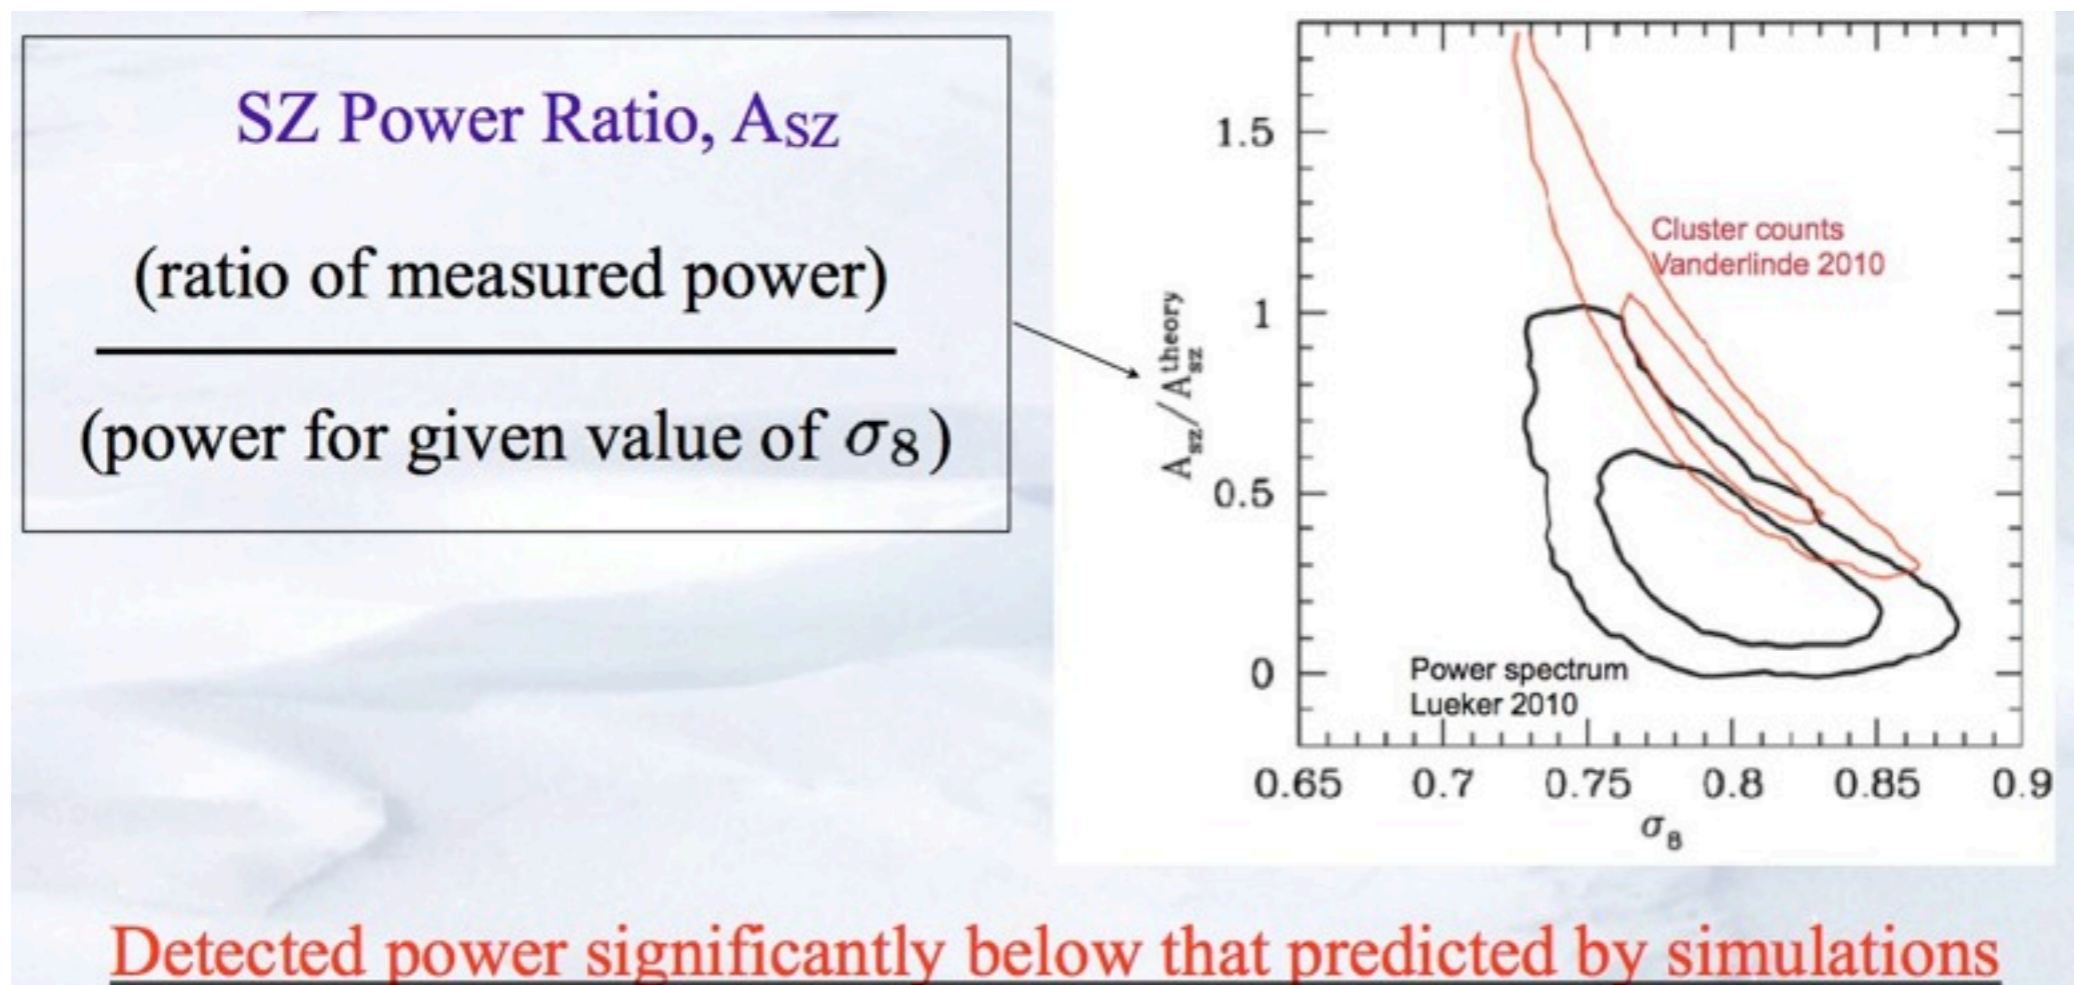 SZ Power Ratio, ASZ
(ratio of measured power)
(power for given value of σ8)
Asz/Asz^theory
1.5
1
0.5
0
Cluster counts
Vanderlinde 2010
Power spectrum
Lueker 2010
0.65 0.7 0.75 0.8 0.85 0.9
σ8
Detected power significantly below that predicted by simulations